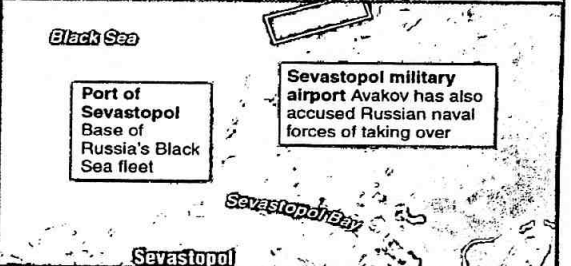 Black Sea
Port of
Sevastopol
Base of
Russia's Black
Sea fleet
Sevastopol military
airport Avakov has also
accused Russian naval
forces of taking over
Sevastopol Bay
Sevastopol